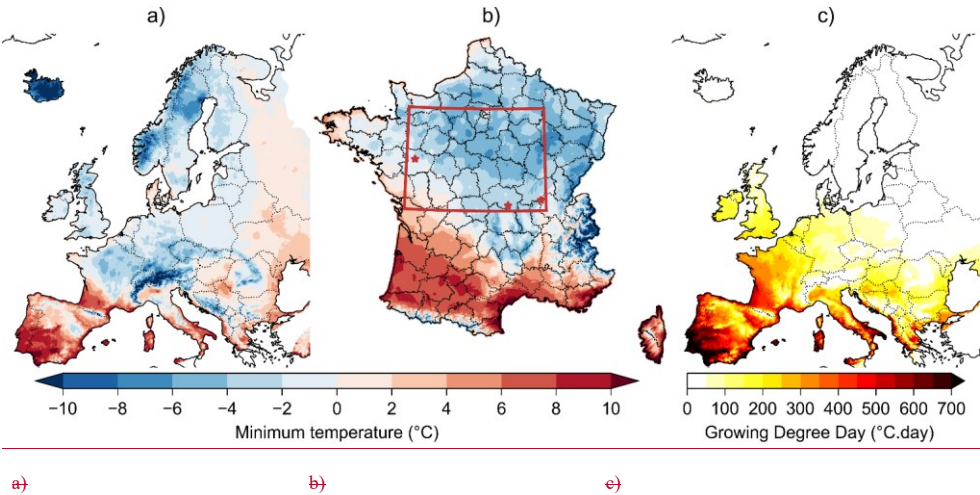 a) b) c)
−10 −8 −6 −4 −2 0 2 4 6 8 10 0 100 200 300 400 500 600 700
Minimum temperature (°C) Growing Degree Day (°C.day)
a) b) c)